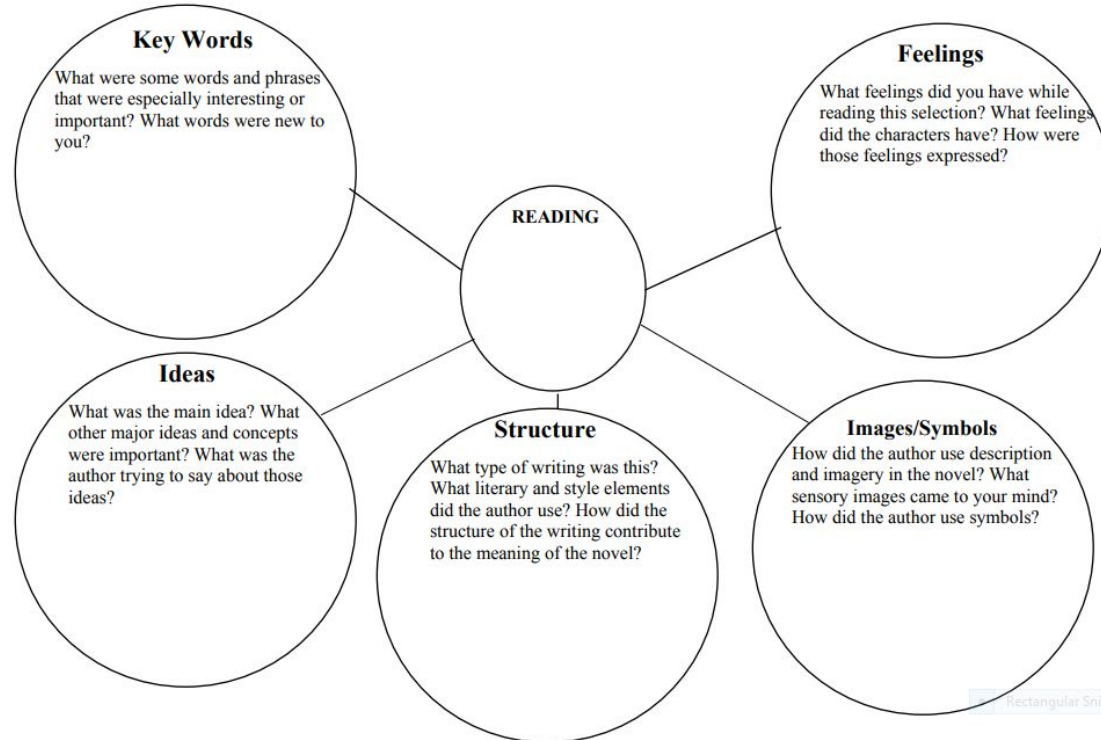 Key Words
What were some words and phrases
that were especially interesting or
important? What words were new to
you?
Feelings
What feelings did you have while
reading this selection? What feelings
did the characters have? How were
those feelings expressed?
READING
Ideas
What was the main idea? What
other major ideas and concepts
were important? What was the
author trying to say about those
ideas?
Structure
What type of writing was this?
What literary and style elements
did the author use? How did the
structure of the writing contribute
to the meaning of the novel?
Images/Symbols
How did the author use description
and imagery in the novel? What
sensory images came to your mind?
How did the author use symbols?
Rectangular Sni